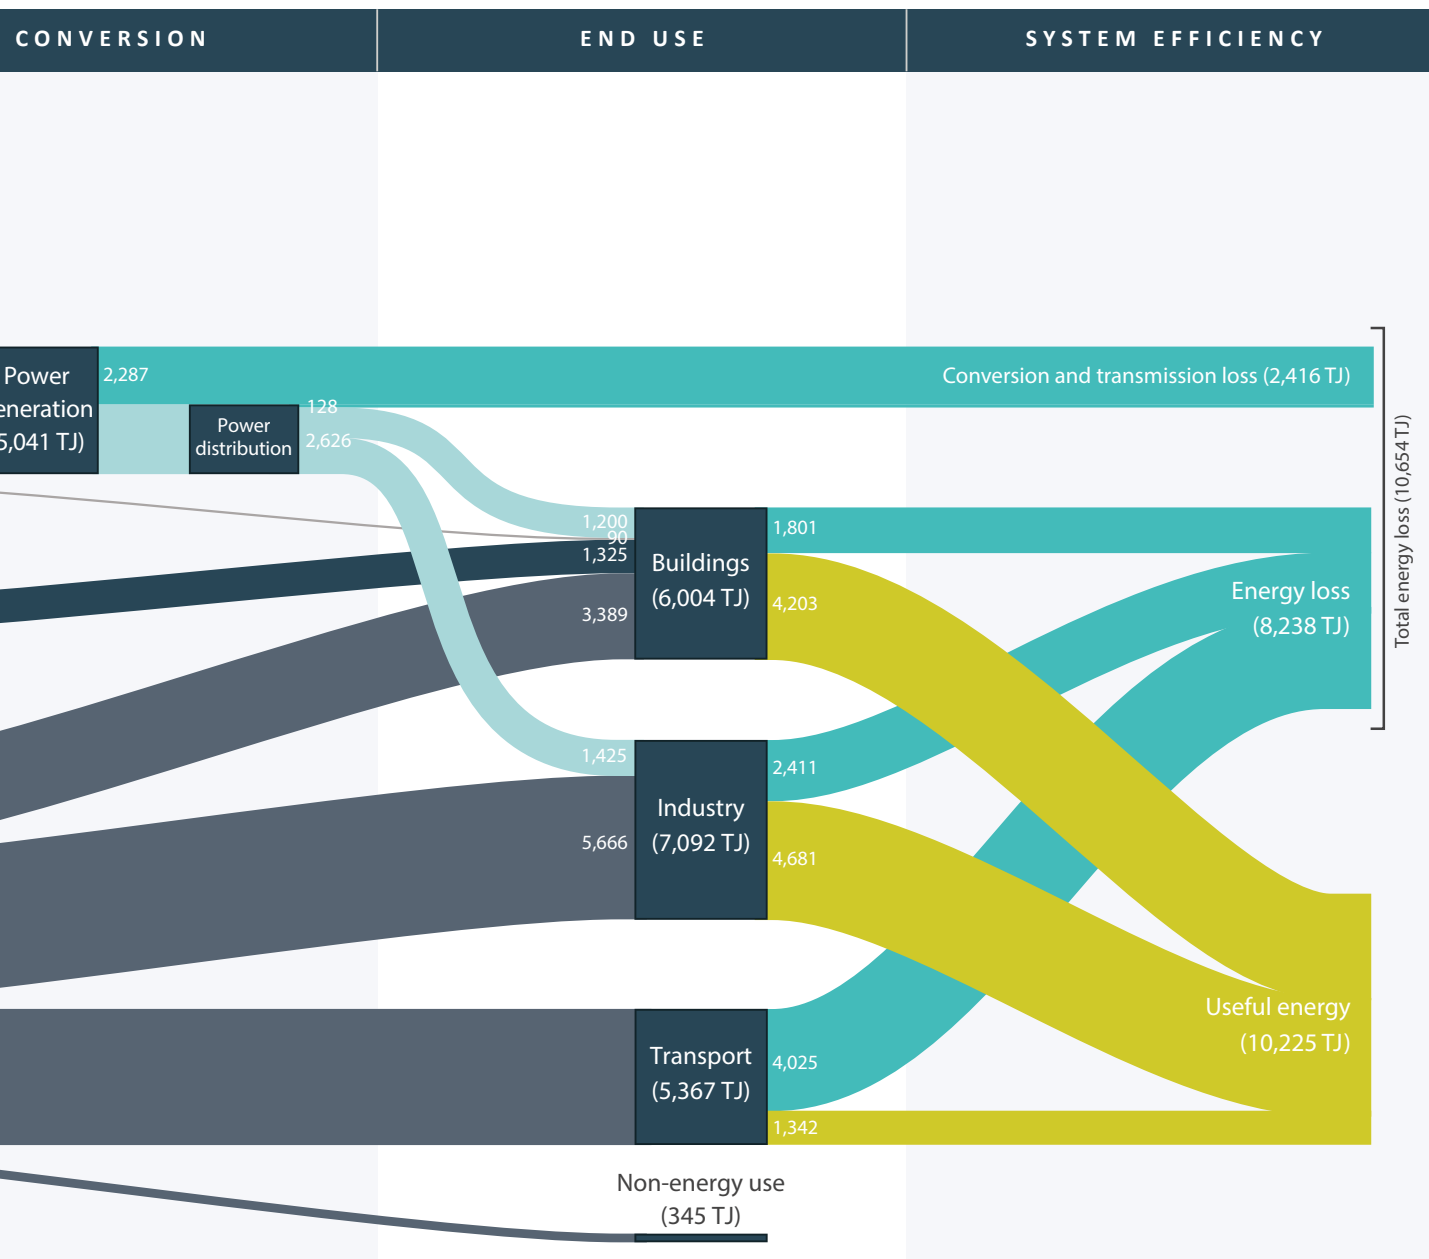 CONVERSION
END USE
SYSTEM EFFICIENCY
Power
eneration
5,041 TJ)
2,287
Conversion and transmission loss (2,416 TJ)
Power
distribution
128
2,626
Total energy loss (10,654 TJ)
1,200
90
1,325
3,389
Buildings
(6,004 TJ)
1,801
4,203
Energy loss
(8,238 TJ)
1,425
5,666
Industry
(7,092 TJ)
2,411
4,681
Useful energy
(10,225 TJ)
Transport
(5,367 TJ)
4,025
1,342
Non-energy use
(345 TJ)